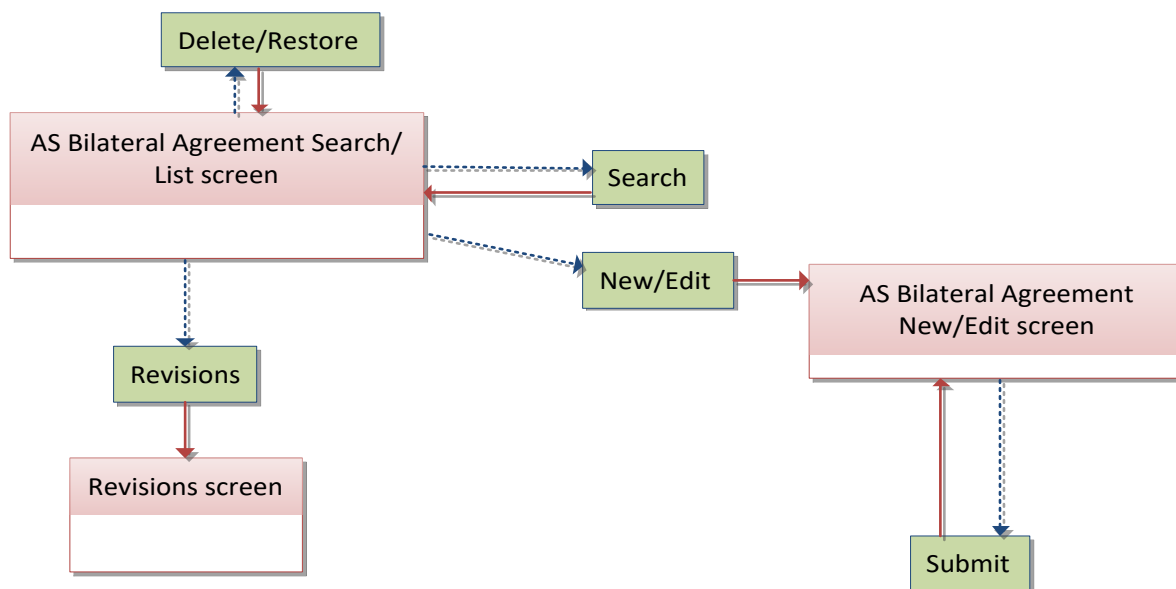 Delete/Restore
AS Bilateral Agreement Search/
List screen
Search
New/Edit
AS Bilateral Agreement
New/Edit screen
Revisions
Revisions screen
Submit